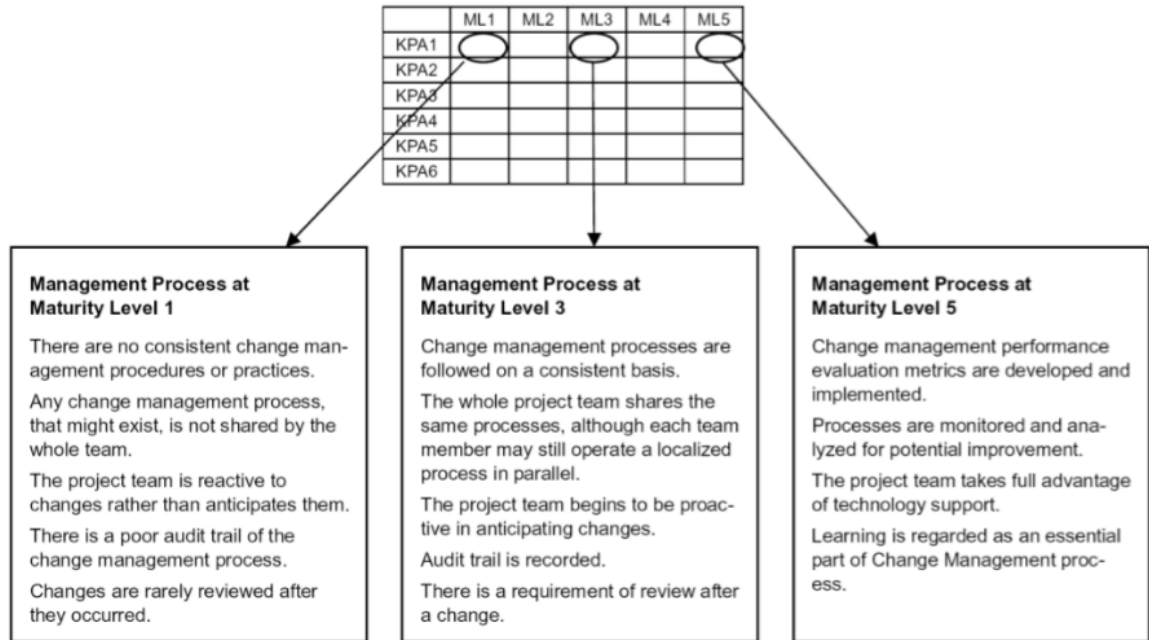 ML1 ML2 ML3 ML4 ML5
KPA1
KPA2
KPA3
KPA4
KPA5
KPA6
Management Process at
Maturity Level 1
There are no consistent change man-
agement procedures or practices.
Any change management process,
that might exist, is not shared by the
whole team.
The project team is reactive to
changes rather than anticipates them.
There is a poor audit trail of the
change management process.
Changes are rarely reviewed after
they occurred.
Management Process at
Maturity Level 3
Change management processes are
followed on a consistent basis.
The whole project team shares the
same processes, although each team
member may still operate a localized
process in parallel.
The project team begins to be proac-
tive in anticipating changes.
Audit trail is recorded.
There is a requirement of review after
a change.
Management Process at
Maturity Level 5
Change management performance
evaluation metrics are developed and
implemented.
Processes are monitored and ana-
lyzed for potential improvement.
The project team takes full advantage
of technology support.
Learning is regarded as an essential
part of Change Management proc-
ess.